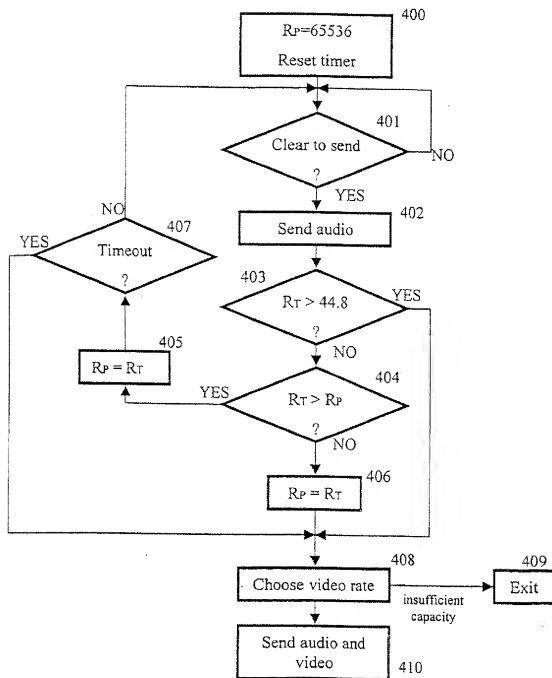 400
RP=65536
Reset timer
401
Clear to send
?
NO
YES
402
Send audio
NO
407
YES
Timeout
?
403
RT > 44.8
YES
?
NO
405
RP = RT
404
YES
RT > RP
?
NO
406
RP = RT
408
Choose video rate
409
Exit
insufficient
capacity
Send audio and
video
410